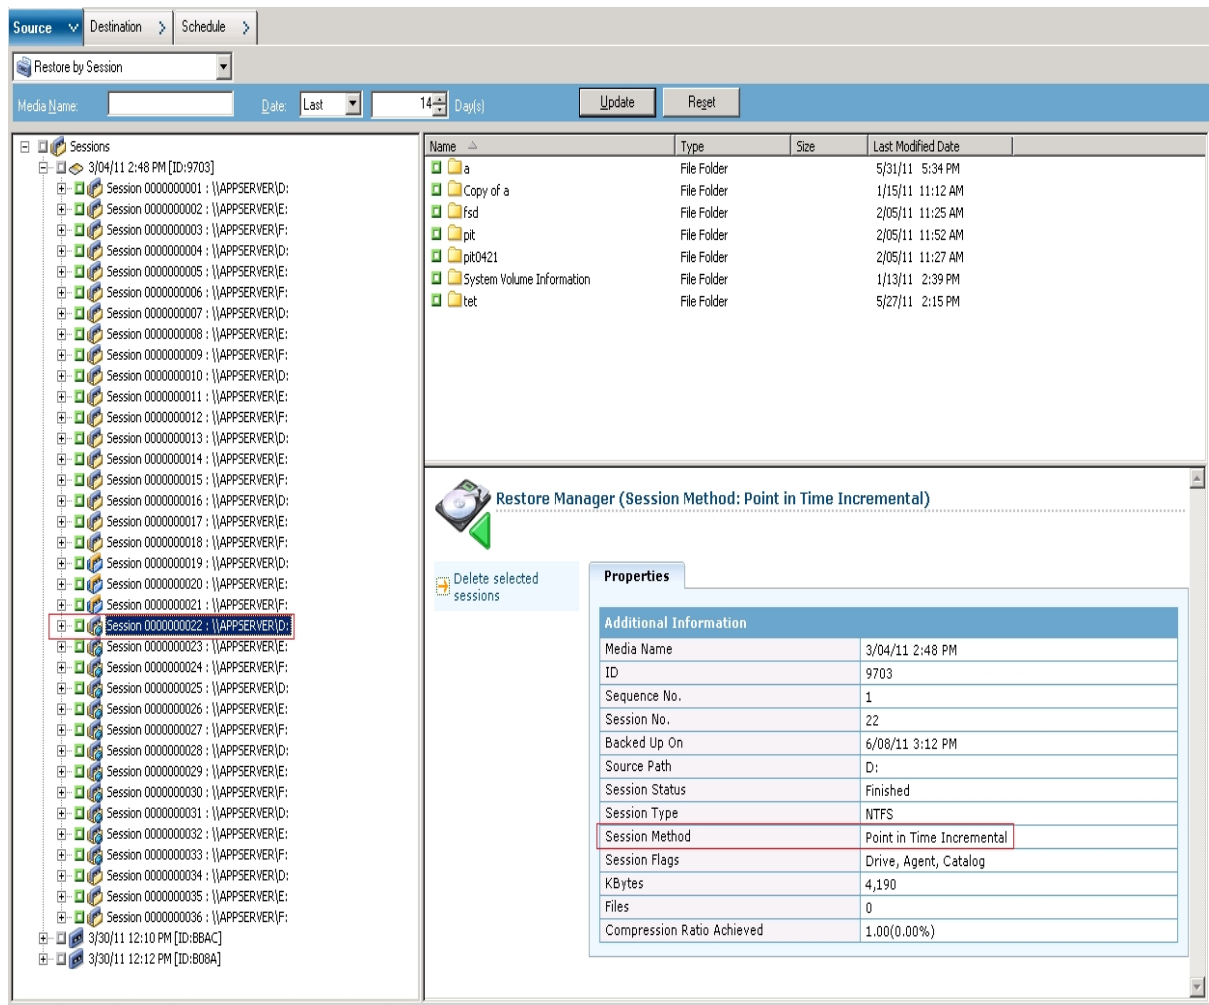 Source Destination Schedule
Restore by Session
Media Name: Date: Last 14 Day(s) Update Reset
Sessions
3/04/11 2:48 PM [ID:9703]
Session 0000000001 : \\APPSERVER\D:
Session 0000000002 : \\APPSERVER\E:
Session 0000000003 : \\APPSERVER\F:
Session 0000000004 : \\APPSERVER\D:
Session 0000000005 : \\APPSERVER\E:
Session 0000000006 : \\APPSERVER\F:
Session 0000000007 : \\APPSERVER\D:
Session 0000000008 : \\APPSERVER\E:
Session 0000000009 : \\APPSERVER\F:
Session 0000000010 : \\APPSERVER\D:
Session 0000000011 : \\APPSERVER\E:
Session 0000000012 : \\APPSERVER\F:
Session 0000000013 : \\APPSERVER\D:
Session 0000000014 : \\APPSERVER\E:
Session 0000000015 : \\APPSERVER\F:
Session 0000000016 : \\APPSERVER\D:
Session 0000000017 : \\APPSERVER\E:
Session 0000000018 : \\APPSERVER\F:
Session 0000000019 : \\APPSERVER\D:
Session 0000000020 : \\APPSERVER\E:
Session 0000000021 : \\APPSERVER\F:
Session 0000000022 : \\APPSERVER\D:
Session 0000000023 : \\APPSERVER\E:
Session 0000000024 : \\APPSERVER\F:
Session 0000000025 : \\APPSERVER\D:
Session 0000000026 : \\APPSERVER\E:
Session 0000000027 : \\APPSERVER\F:
Session 0000000028 : \\APPSERVER\D:
Session 0000000029 : \\APPSERVER\E:
Session 0000000030 : \\APPSERVER\F:
Session 0000000031 : \\APPSERVER\D:
Session 0000000032 : \\APPSERVER\E:
Session 0000000033 : \\APPSERVER\F:
Session 0000000034 : \\APPSERVER\D:
Session 0000000035 : \\APPSERVER\E:
Session 0000000036 : \\APPSERVER\F:
3/30/11 12:10 PM [ID:BBAC]
3/30/11 12:12 PM [ID:B08A]
Name Type Size Last Modified Date
a File Folder 5/31/11 5:34 PM
Copy of a File Folder 1/15/11 11:12 AM
fsd File Folder 2/05/11 11:25 AM
pit File Folder 2/05/11 11:52 AM
pit0421 File Folder 2/05/11 11:27 AM
System Volume Information File Folder 1/13/11 2:39 PM
tet File Folder 5/27/11 2:15 PM
Restore Manager (Session Method: Point in Time Incremental)
Delete selected
sessions
Properties
Additional Information
Media Name 3/04/11 2:48 PM
ID 9703
Sequence No. 1
Session No. 22
Backed Up On 6/08/11 3:12 PM
Source Path D:
Session Status Finished
Session Type NTFS
Session Method Point in Time Incremental
Session Flags Drive, Agent, Catalog
KBytes 4,190
Files 0
Compression Ratio Achieved 1.00(0.00%)